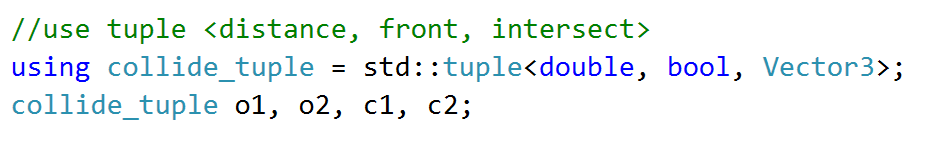 //use tuple <distance, front, intersect>
using collide_tuple = std::tuple<double, bool, Vector3>;
collide_tuple o1, o2, c1, c2;